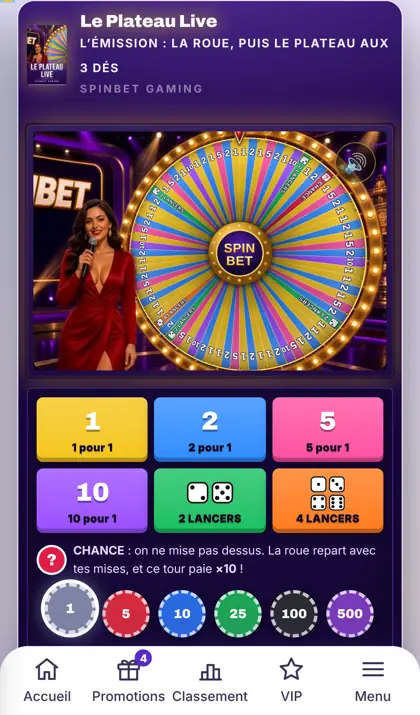 Le Plateau Live
L'ÉMISSION : LA ROUE, PUIS LE PLATEAU AUX
3 DÉS
SPINBET GAMING
LE PLATEAU
LIVE
SPIN
BET
1
1 pour 1
2
2 pour 1
5
5 pour 1
10
10 pour 1
2 LANCERS
4 LANCERS
?
CHANCE : on ne mise pas dessus. La roue repart avec
tes mises, et ce tour paie ×10 !
1
5
10
25
100
500
4
Accueil
Promotions
Classement
VIP
Menu